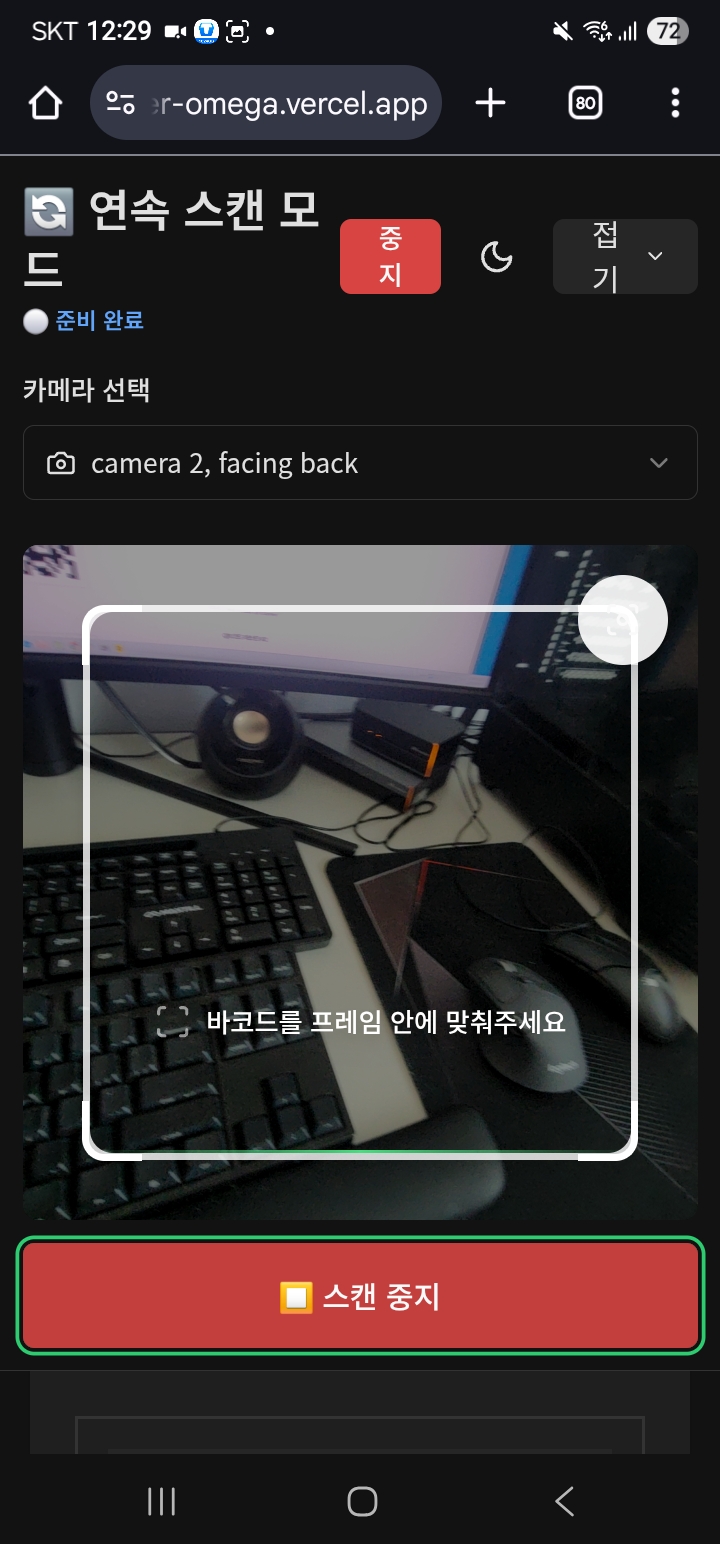 SKT 12:29
72
r-omega.vercel.app
80
연속 스캔 모
드
중
지
접
기
준비 완료
카메라 선택
camera 2, facing back
바코드를 프레임 안에 맞춰주세요
스캔 중지